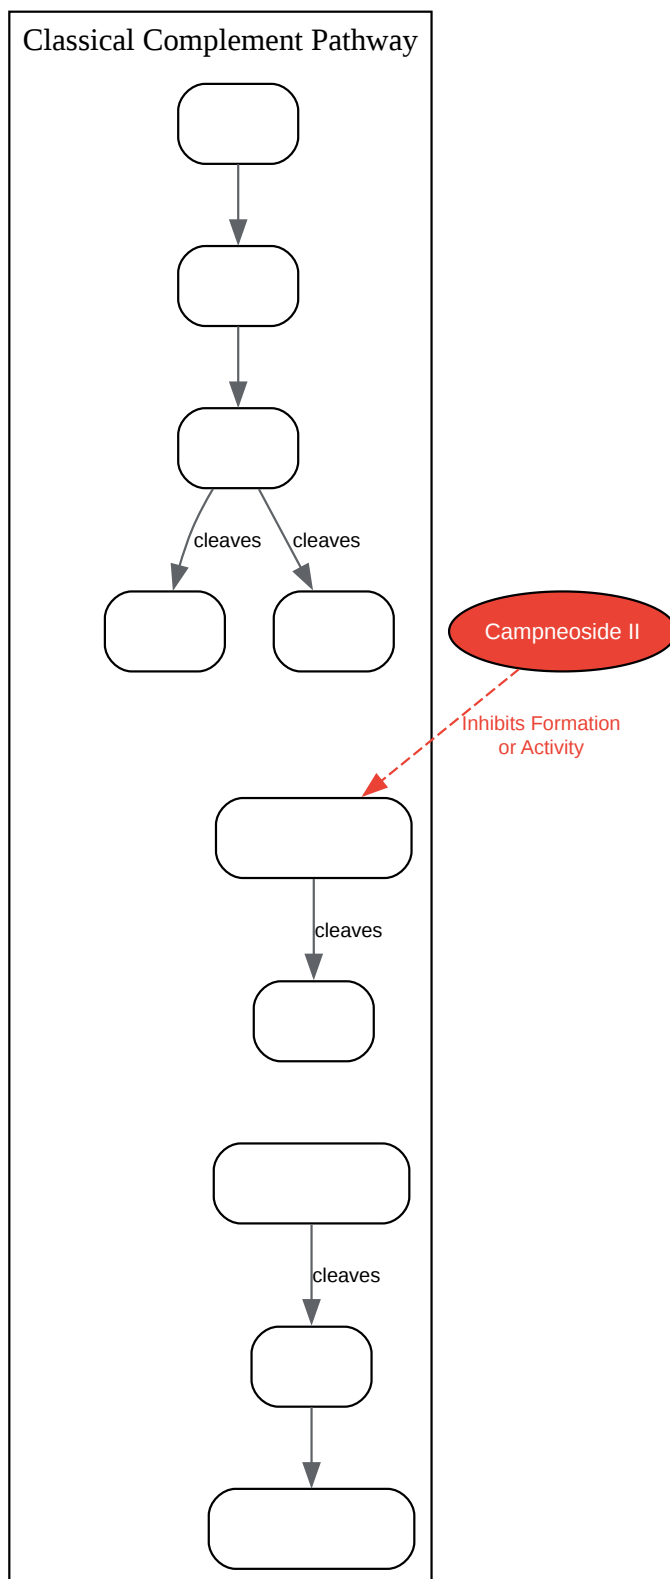 Classical Complement Pathway
cleaves
cleaves
Campneoside II
Inhibits Formation
or Activity
cleaves
cleaves